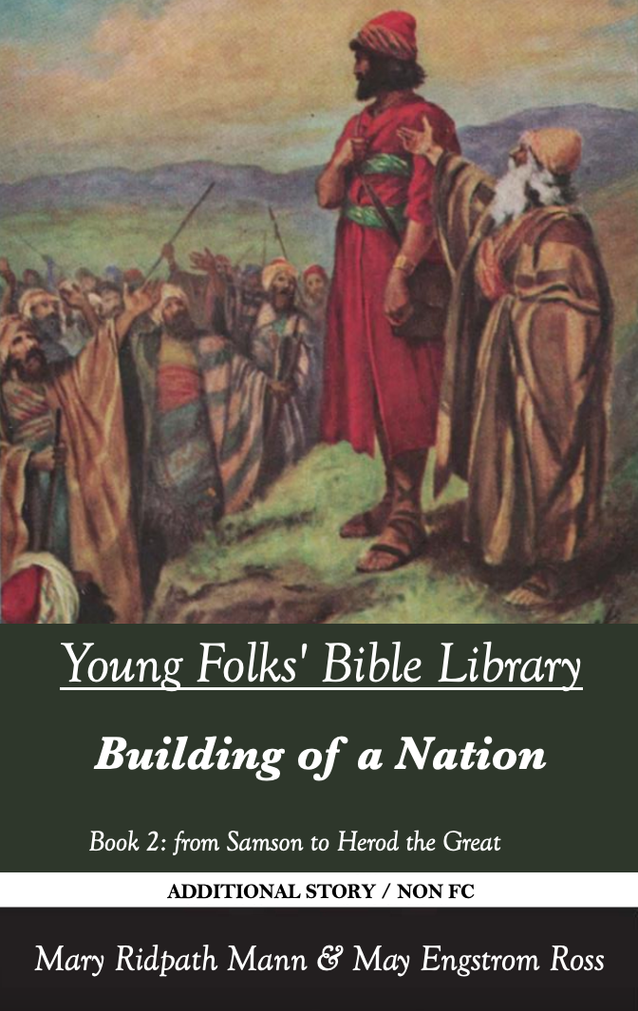 Young Folks' Bible Library
Building of a Nation
Book 2: from Samson to Herod the Great
ADDITIONAL STORY / NON FC
Mary Ridpath Mann & May Engstrom Ross